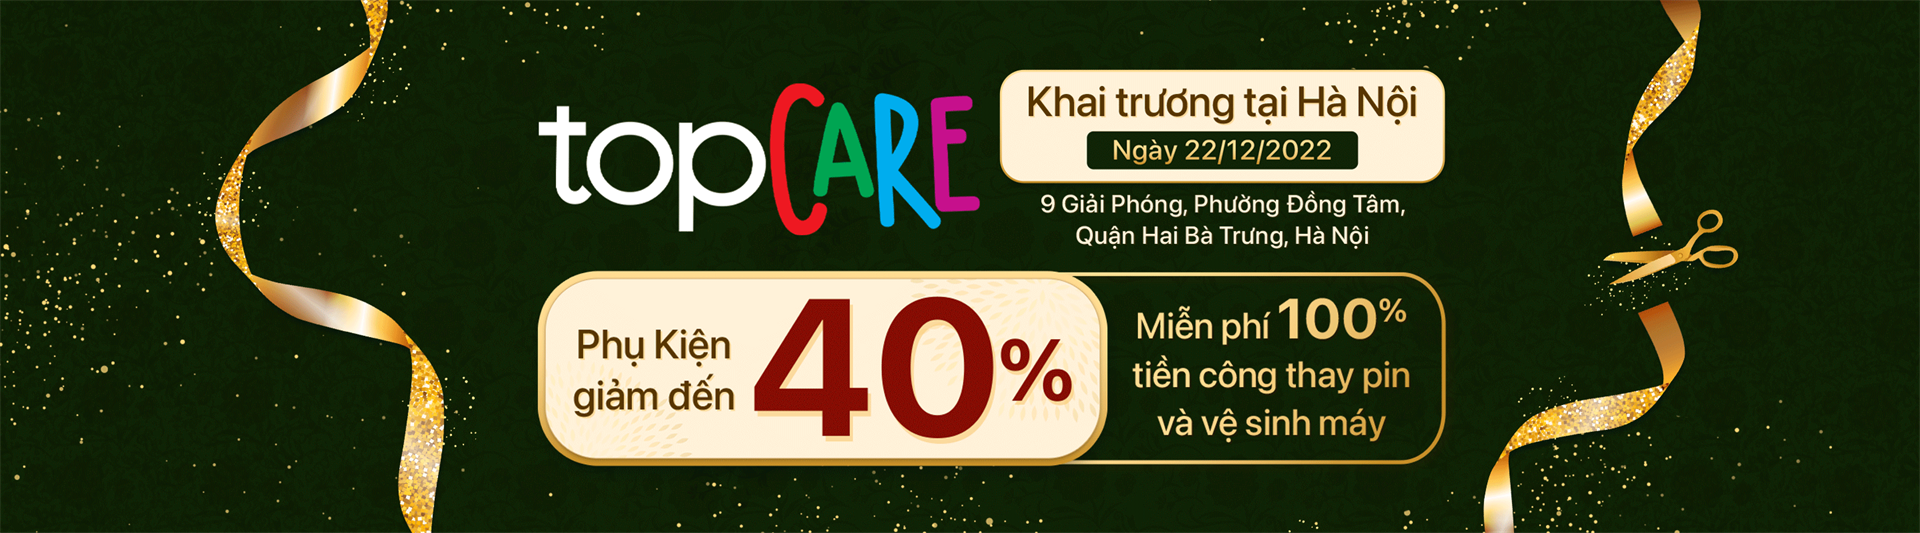 topCARE
Khai trương tại Hà Nội
Ngày 22/12/2022
9 Giải Phóng, Phường Đồng Tâm,
Quận Hai Bà Trưng, Hà Nội
Phụ Kiện
giảm đến
40%
Miễn phí 100%
tiền công thay pin
và vệ sinh máy